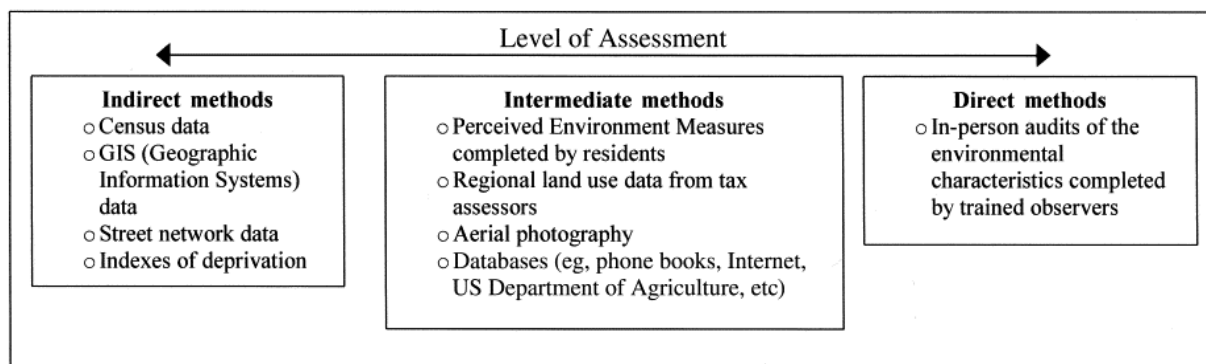 Level of Assessment
Indirect methods
○ Census data
○ GIS (Geographic
Information Systems)
data
○ Street network data
○ Indexes of deprivation
Intermediate methods
○ Perceived Environment Measures
completed by residents
○ Regional land use data from tax
assessors
○ Aerial photography
○ Databases (eg, phone books, Internet,
US Department of Agriculture, etc)
Direct methods
○ In-person audits of the
environmental
characteristics completed
by trained observers